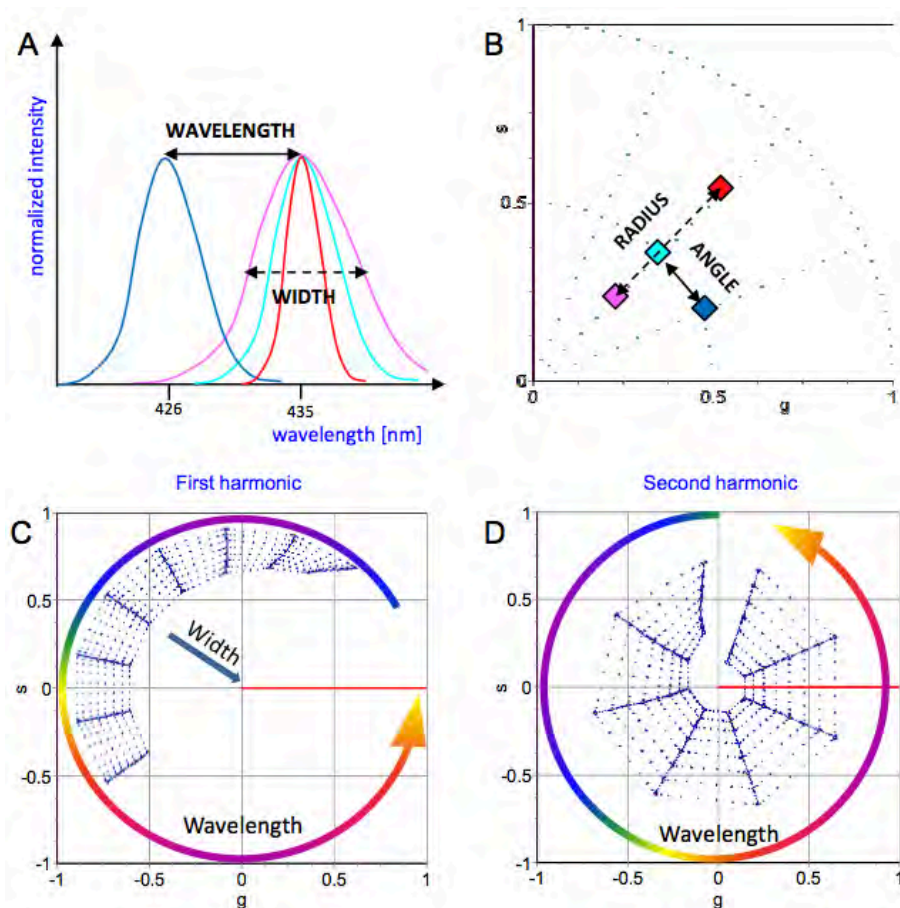 A
normalized intensity
WAVELENGTH
WIDTH
426
435
wavelength [nm]
B
1
s
0.5
0
RADIUS
ANGLE
0
0.5
1
g
First harmonic
C
1
0.5
s
0
-0.5
-1
Width
Wavelength
-1
-0.5
0
0.5
1
g
Second harmonic
D
1
0.5
s
0
-0.5
-1
Wavelength
-1
-0.5
0
0.5
1
g